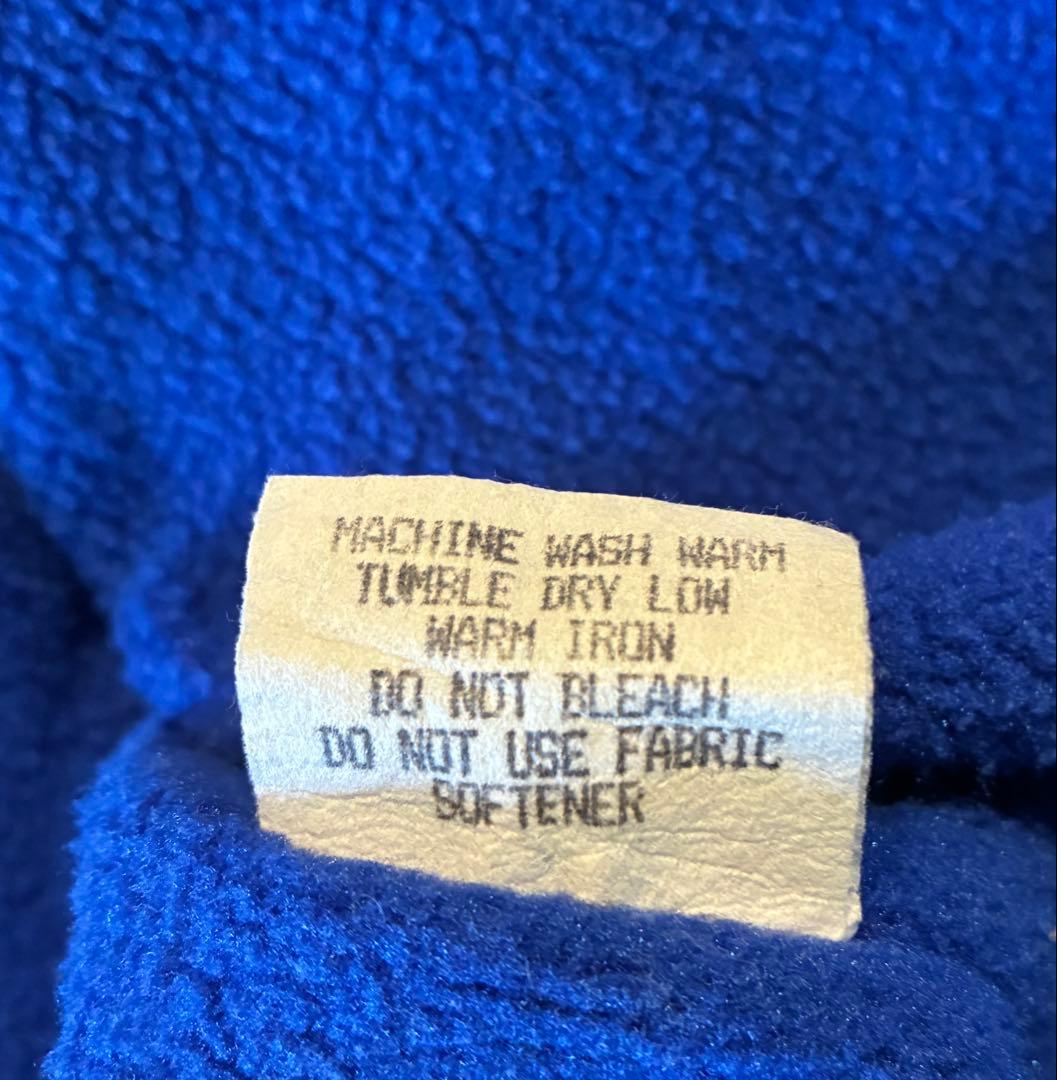 MACHINE WASH WARM
TUMBLE DRY LOW
WARM IRON
DO NOT BLEACH
DO NOT USE FABRIC
SOFTENER